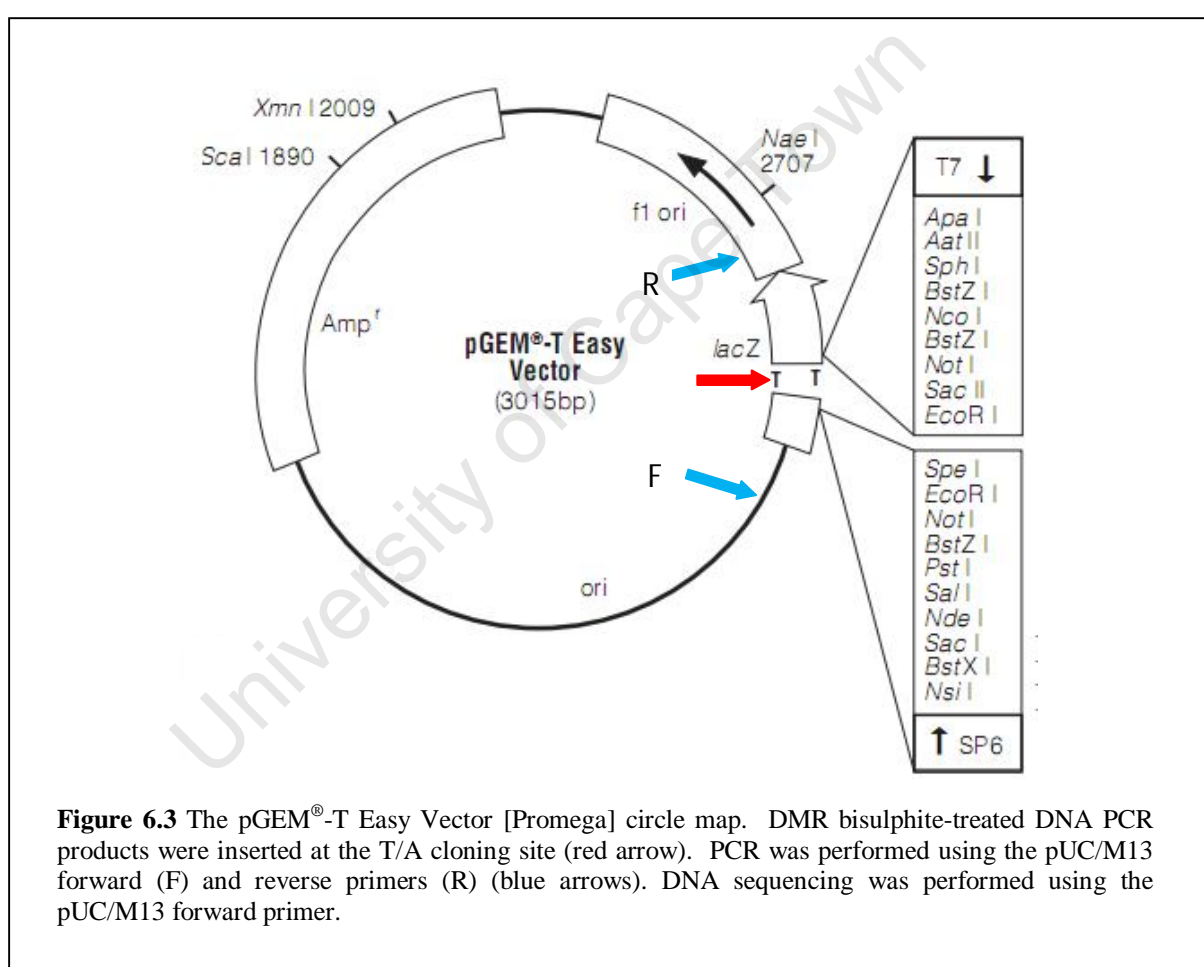 Xmn I 2009
Sca I 1890
Nae I
2707
f1 ori
R
Amp^r
pGEM®-T Easy
Vector
(3015bp)
lacZ
T T
F
ori
T7 ↓
Apa I
Aat II
Sph I
BstZ I
Nco I
BstZ I
Not I
Sac II
EcoR I
Spe I
EcoR I
Not I
BstZ I
Pst I
Sal I
Nde I
Sac I
BstX I
Nsi I
↑ SP6
University of Cape Town
Figure 6.3 The pGEM®-T Easy Vector [Promega] circle map. DMR bisulphite-treated DNA PCR
products were inserted at the T/A cloning site (red arrow). PCR was performed using the pUC/M13
forward (F) and reverse primers (R) (blue arrows). DNA sequencing was performed using the
pUC/M13 forward primer.